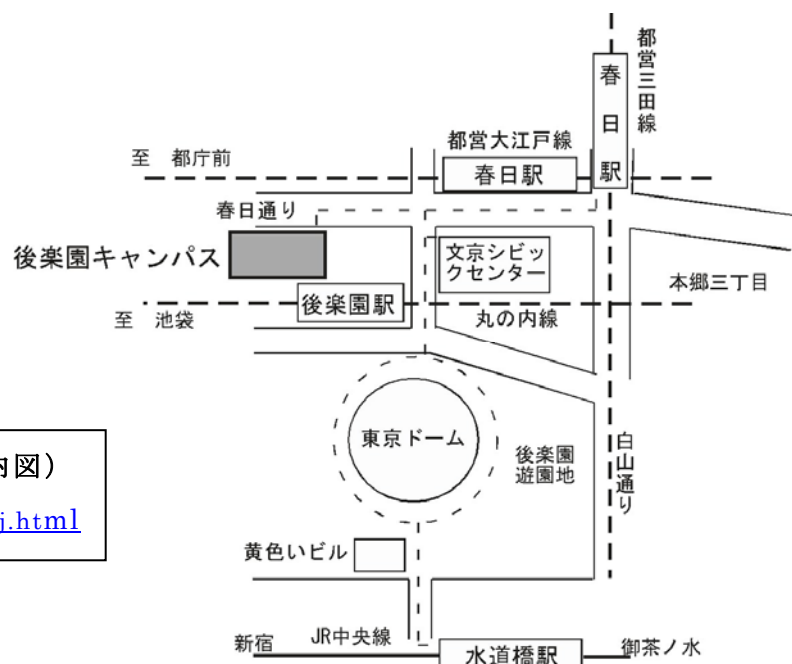 都営三田線
春日駅
都営大江戸線
至 都庁前
春日駅
春日通り
後楽園キャンパス
文京シビッ
クセンター
本郷三丁目
後楽園駅
至 池袋
丸の内線
東京ドーム
後楽園
遊園地
白山通り
内図）
j.html
黄色いビル
新宿
JR中央線
水道橋駅
御茶ノ水